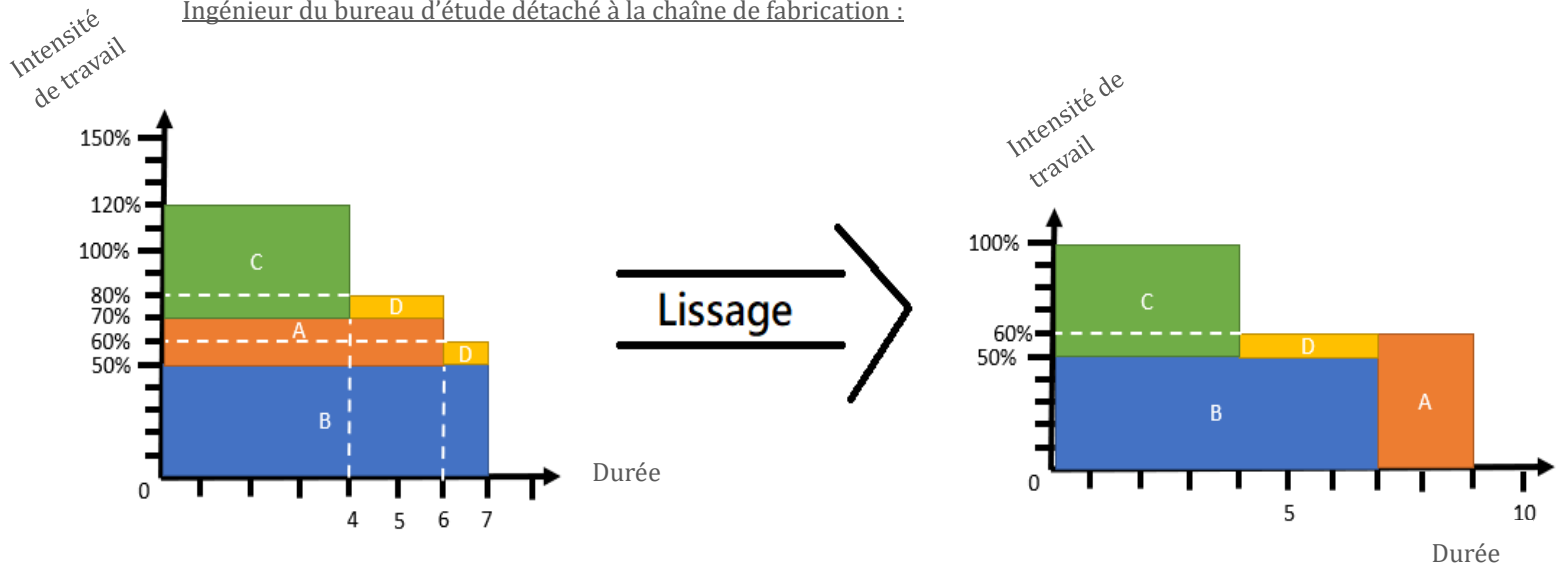 Ingénieur du bureau d'étude détaché à la chaîne de fabrication :
Intensité
de travail
150%
120%
100%
80%
70%
60%
50%
0
C
D
A
D
B
4
5
6
7
Durée
Lissage
Intensité de
travail
100%
60%
50%
0
C
D
B
A
5
10
Durée